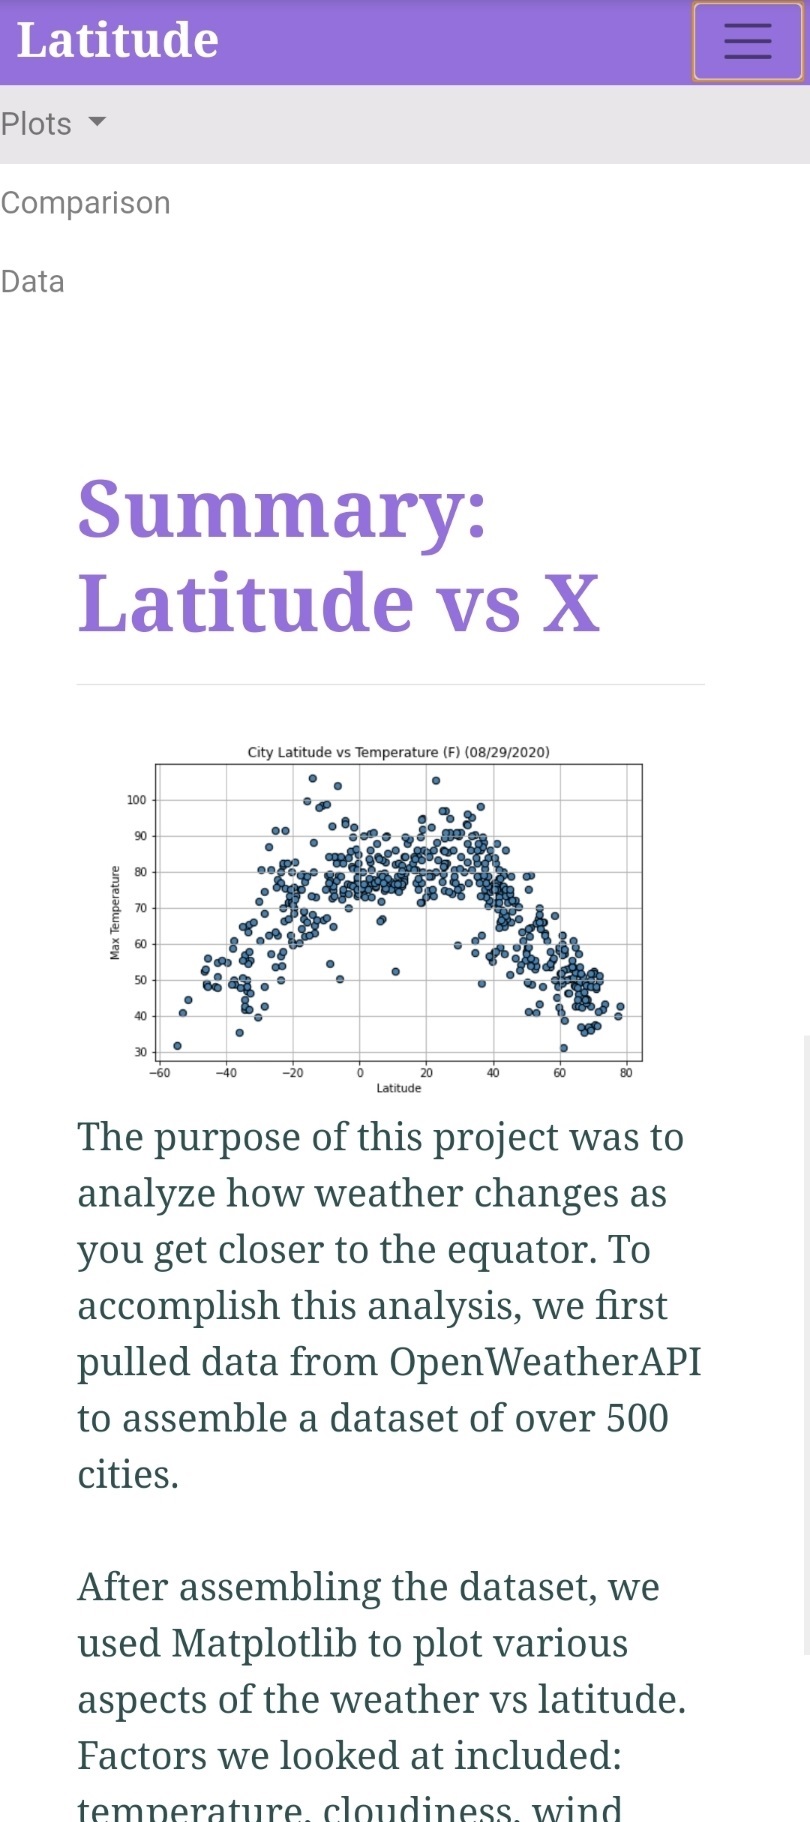 Latitude
Plots
Comparison
Data
Summary:
Latitude vs X
City Latitude vs Temperature (F) (08/29/2020)
Max Temperature
100
90
80
70
60
50
40
30
−60 −40 −20 0 20 40 60 80
Latitude
The purpose of this project was to
analyze how weather changes as
you get closer to the equator. To
accomplish this analysis, we first
pulled data from OpenWeatherAPI
to assemble a dataset of over 500
cities.
After assembling the dataset, we
used Matplotlib to plot various
aspects of the weather vs latitude.
Factors we looked at included:
temperature, cloudiness, wind